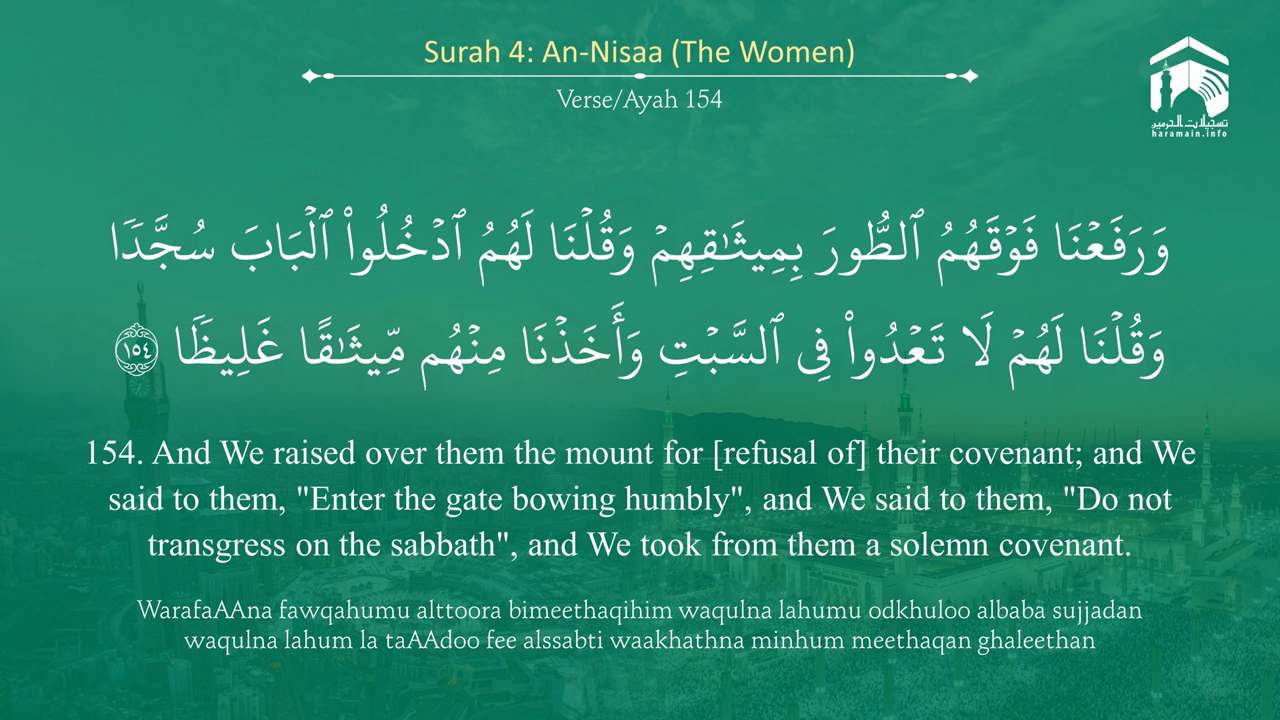 Surah 4: An-Nisaa (The Women)
Verse/Ayah 154
تسجيلات الحرمين
haramain.info
وَرَفَعۡنَا فَوۡقَهُمُ ٱلطُّورَ بِمِيثَٰقِهِمۡ وَقُلۡنَا لَهُمُ ٱدۡخُلُواْ ٱلۡبَابَ سُجَّدٗا
وَقُلۡنَا لَهُمۡ لَا تَعۡدُواْ فِي ٱلسَّبۡتِ وَأَخَذۡنَا مِنۡهُم مِّيثَٰقًا غَلِيظٗا ١٥٤
154. And We raised over them the mount for [refusal of] their covenant; and We
said to them, "Enter the gate bowing humbly", and We said to them, "Do not
transgress on the sabbath", and We took from them a solemn covenant.
WarafaAAna fawqahumu alttoora bimeethaqihim waqulna lahumu odkhuloo albaba sujjadan
waqulna lahum la taAAdoo fee alssabti waakhathna minhum meethaqan ghaleethan